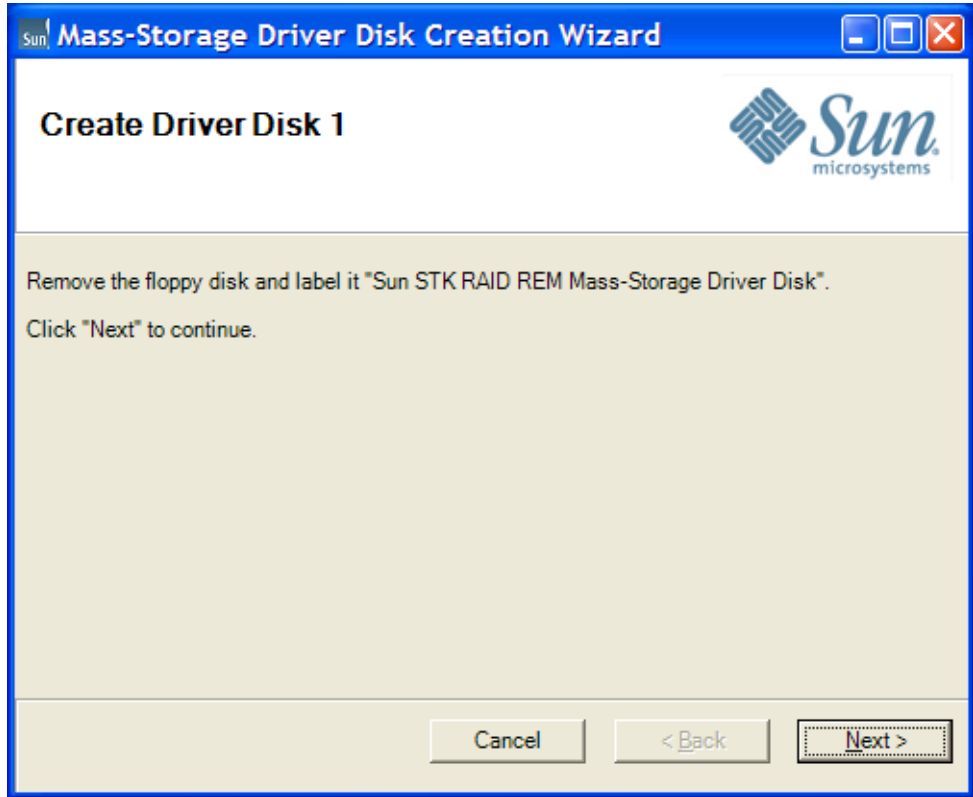 Sun Mass-Storage Driver Disk Creation Wizard
Create Driver Disk 1
Sun
microsystems
Remove the floppy disk and label it "Sun STK RAID REM Mass-Storage Driver Disk".
Click "Next" to continue.
Cancel
< Back
Next >